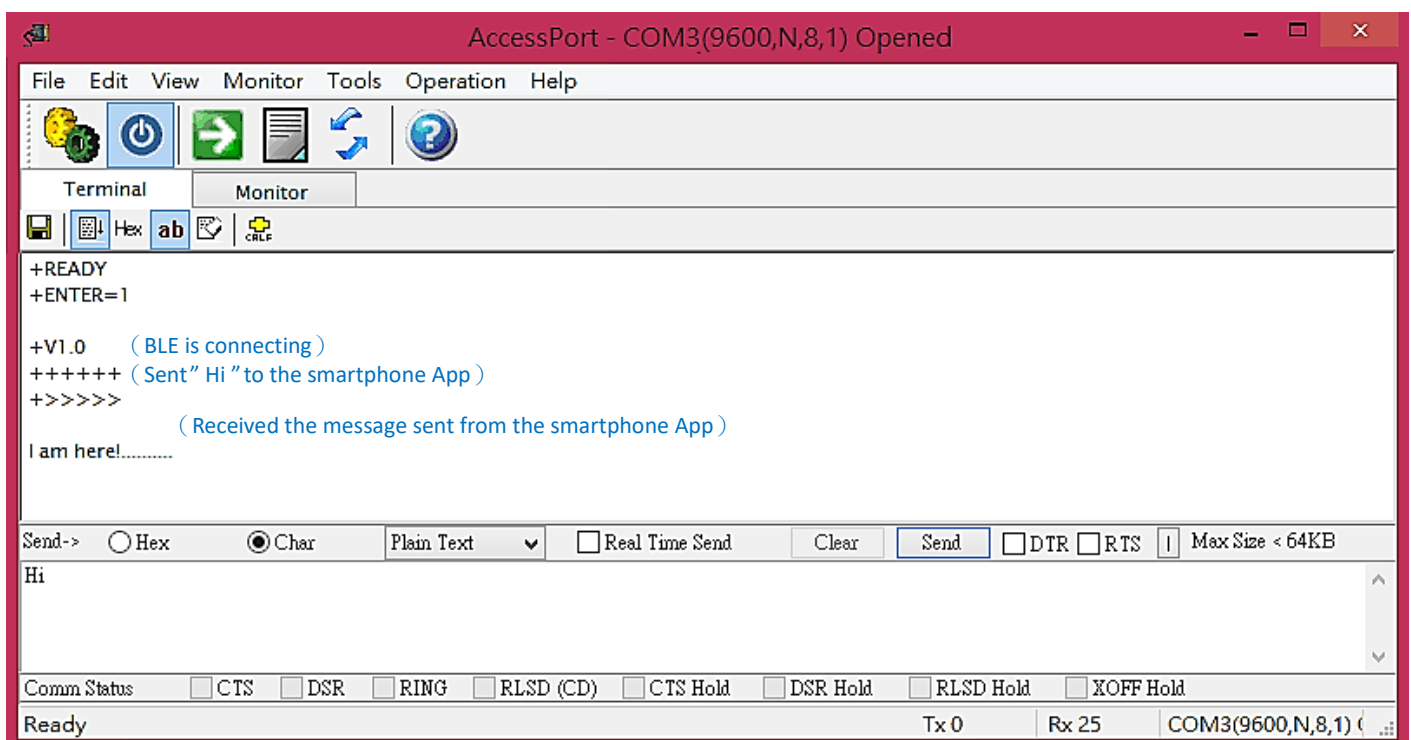 AccessPort - COM3(9600,N,8,1) Opened
File Edit View Monitor Tools Operation Help
Terminal Monitor
Hex ab CRLF
+READY
+ENTER=1
+V1.0 （BLE is connecting）
++++++（Sent” Hi ”to the smartphone App）
+>>>>>
（Received the message sent from the smartphone App）
I am here!..........
Send-> Hex Char Plain Text Real Time Send Clear Send DTR RTS | Max Size < 64KB
Hi
Comm Status CTS DSR RING RLSD (CD) CTS Hold DSR Hold RLSD Hold XOFF Hold
Ready Tx 0 Rx 25 COM3(9600,N,8,1) (